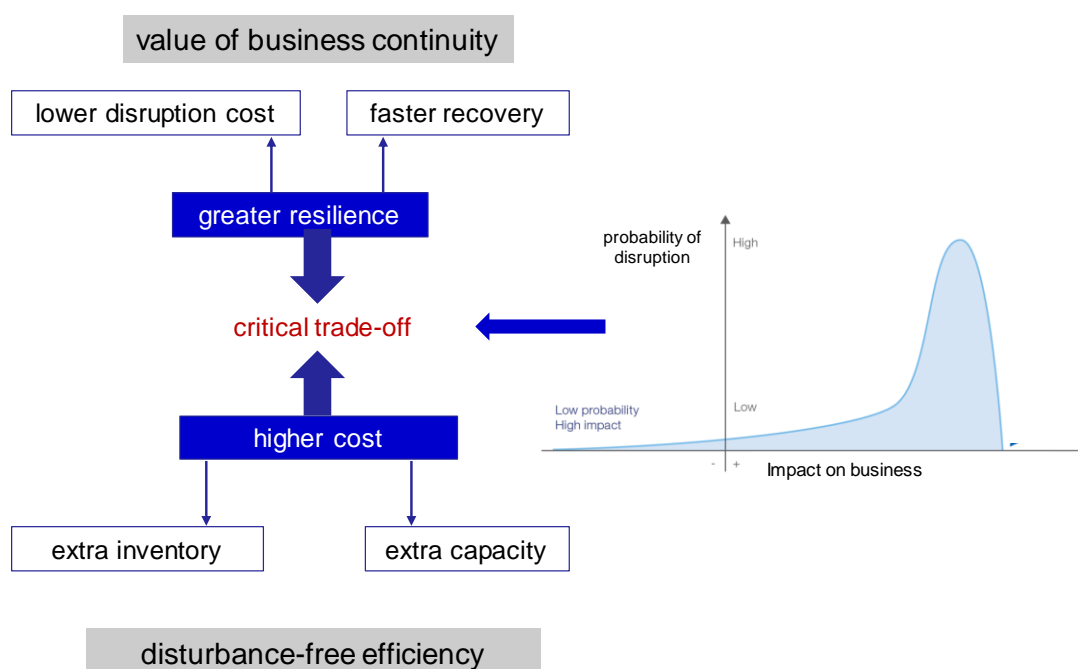 value of business continuity
lower disruption cost
faster recovery
greater resilience
critical trade-off
higher cost
extra inventory
extra capacity
disturbance-free efficiency
probability of
disruption
High
Low
Low probability
High impact
- +
Impact on business